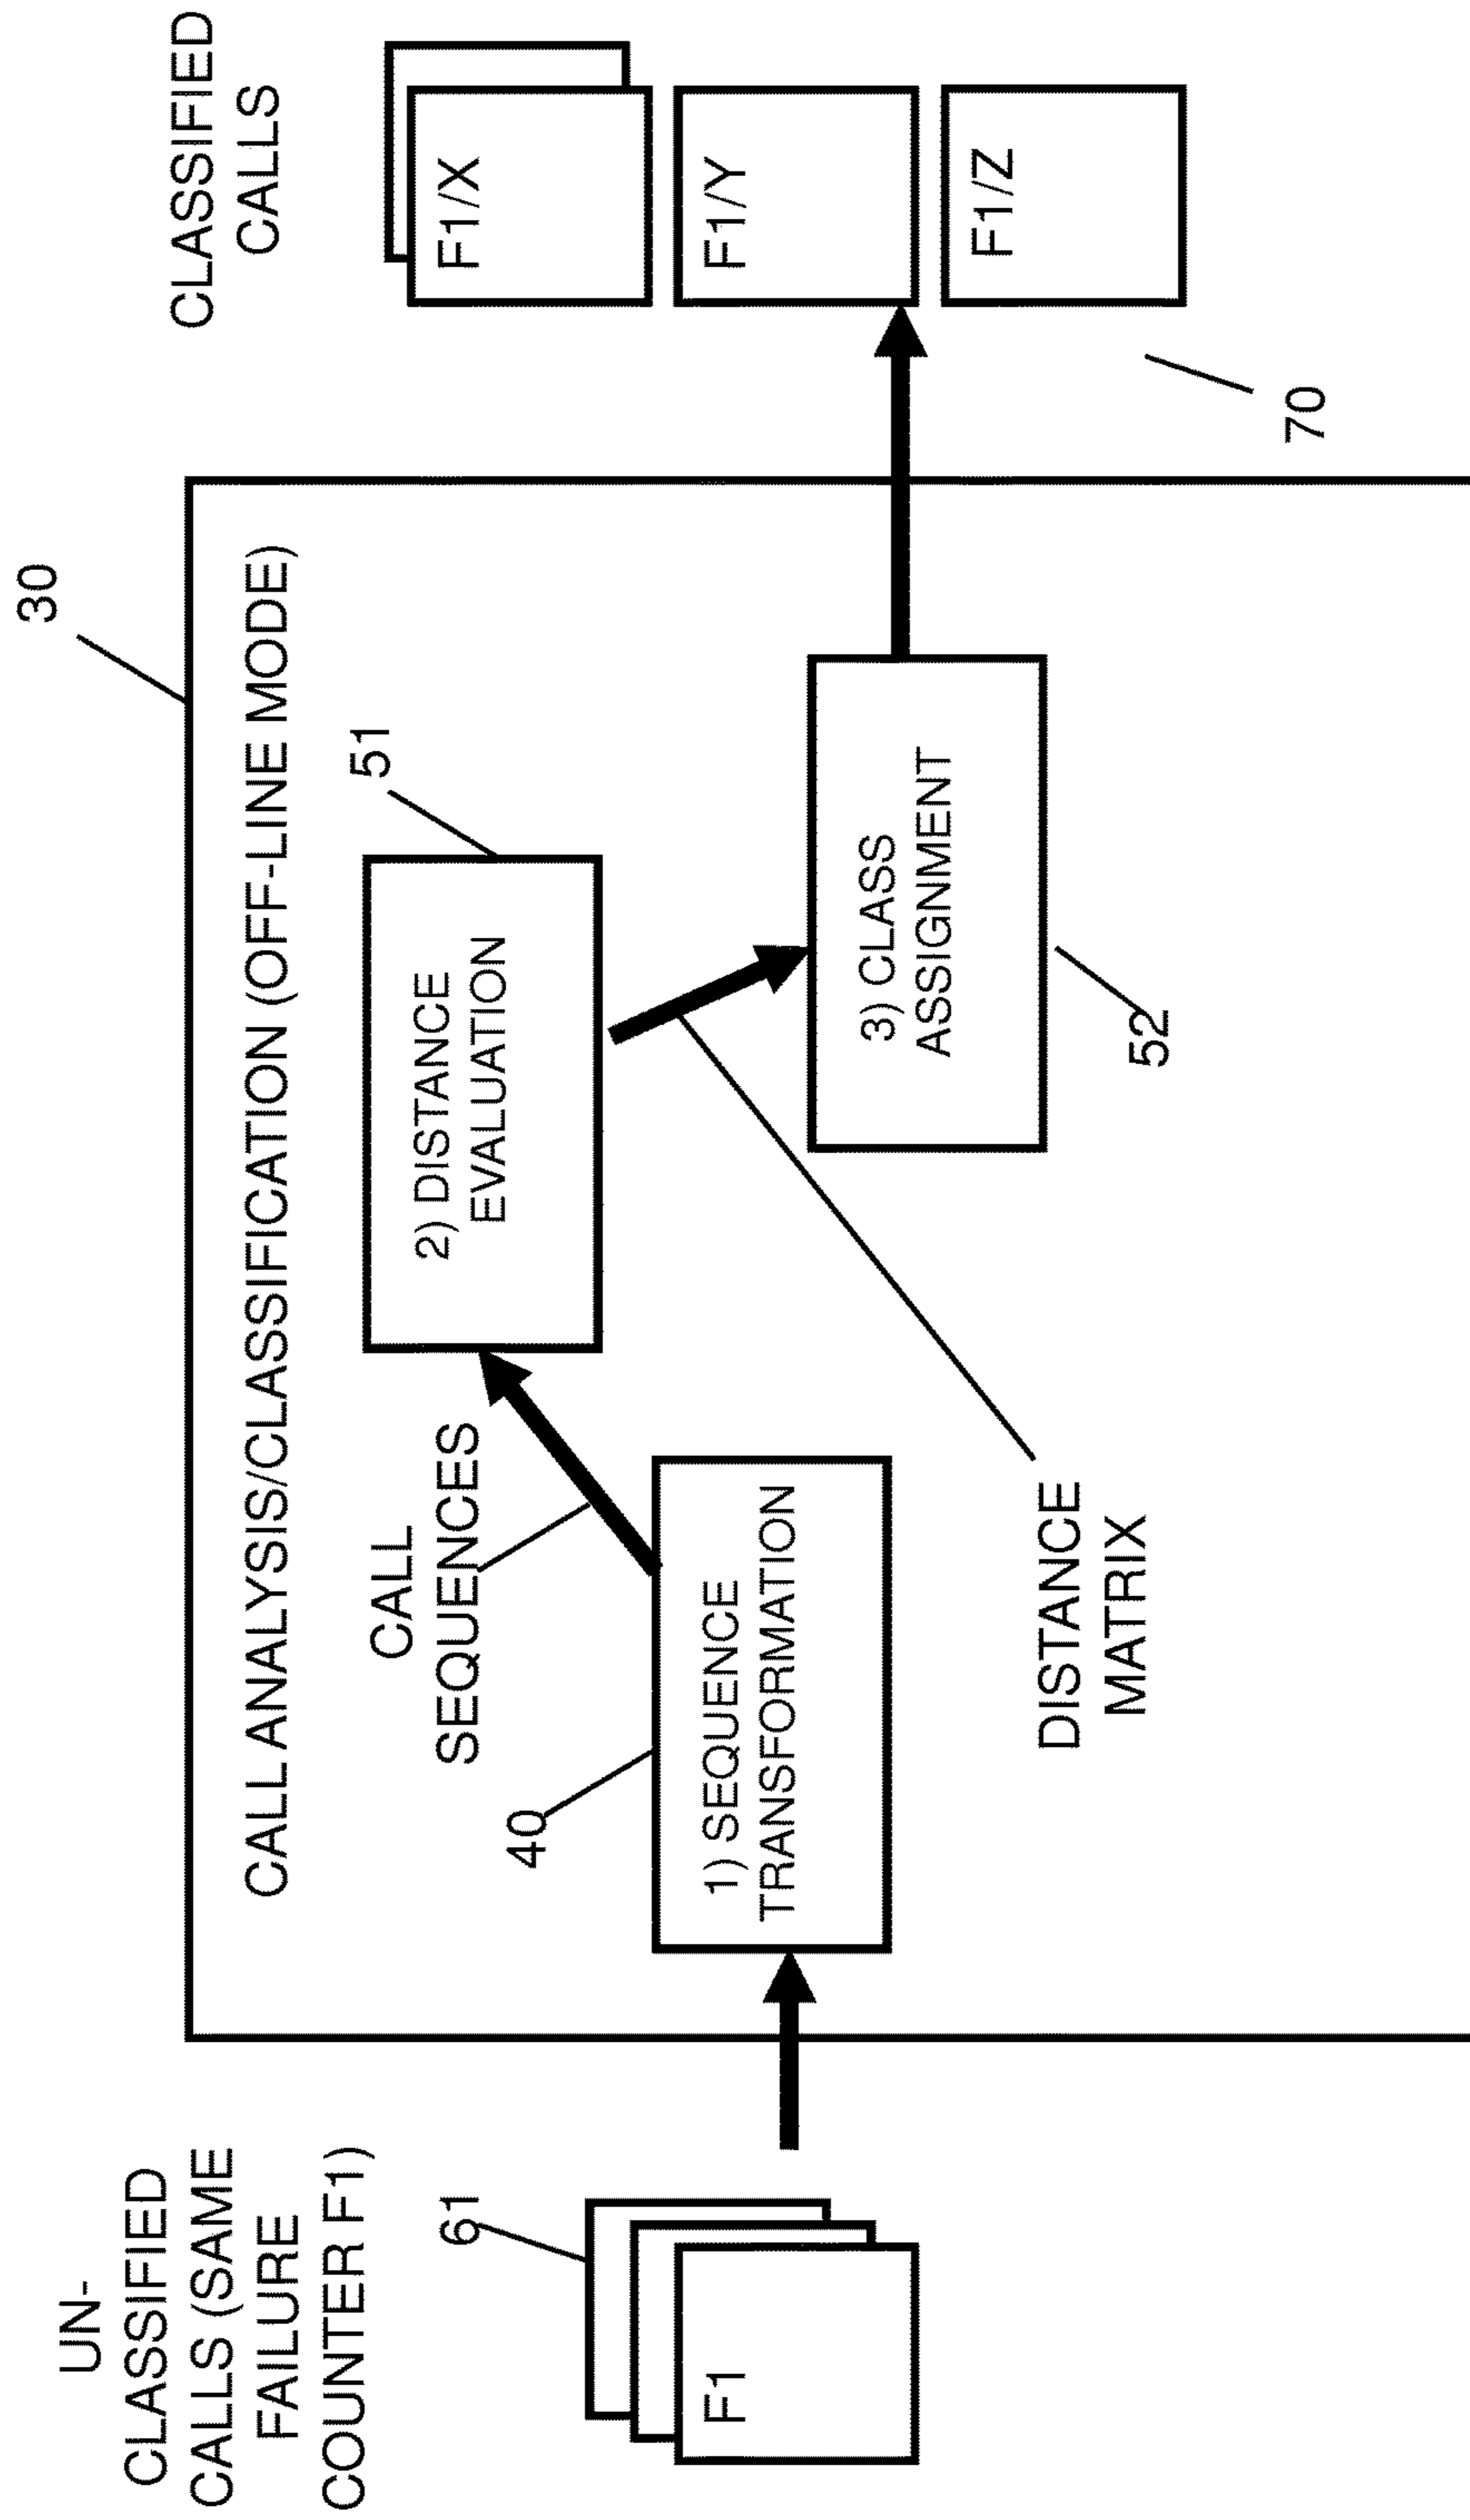 UN-
CLASSIFIED
CALLS (SAME
FAILURE
COUNTER F1)
61
F1
30
CALL ANALYSIS/CLASSIFICATION (OFF-LINE MODE)
CALL
SEQUENCES
40
1) SEQUENCE
TRANSFORMATION
51
2) DISTANCE
EVALUATION
DISTANCE
MATRIX
3) CLASS
ASSIGNMENT
52
CLASSIFIED
CALLS
F1/X
F1/Y
F1/Z
70